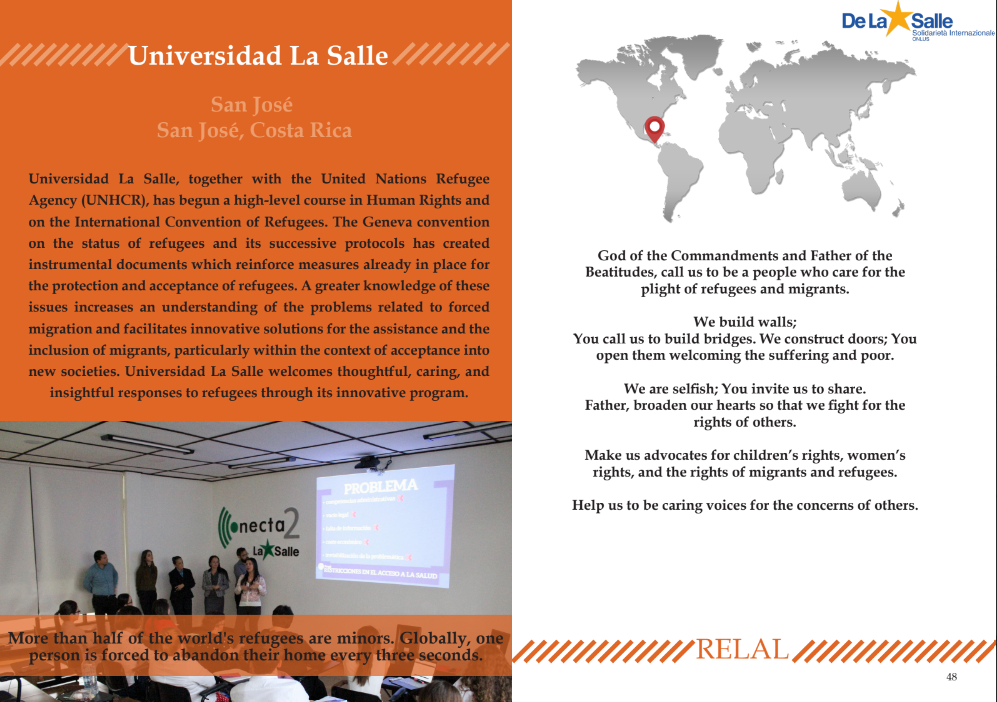 Universidad La Salle
San José
San José, Costa Rica
Universidad La Salle, together with the United Nations Refugee
Agency (UNHCR), has begun a high-level course in Human Rights and
on the International Convention of Refugees. The Geneva convention
on the status of refugees and its successive protocols has created
instrumental documents which reinforce measures already in place for
the protection and acceptance of refugees. A greater knowledge of these
issues increases an understanding of the problems related to forced
migration and facilitates innovative solutions for the assistance and the
inclusion of migrants, particularly within the context of acceptance into
new societies. Universidad La Salle welcomes thoughtful, caring, and
insightful responses to refugees through its innovative program.
PROBLEMA
EN EL ACCESO A LA SALUD
onecta2
La Salle
More than half of the world's refugees are minors. Globally, one
person is forced to abandon their home every three seconds.
De La Salle
Solidarietà Internazionale
ONLUS
God of the Commandments and Father of the
Beatitudes, call us to be a people who care for the
plight of refugees and migrants.
We build walls;
You call us to build bridges. We construct doors; You
open them welcoming the suffering and poor.
We are selfish; You invite us to share.
Father, broaden our hearts so that we fight for the
rights of others.
Make us advocates for children's rights, women's
rights, and the rights of migrants and refugees.
Help us to be caring voices for the concerns of others.
RELAL
48